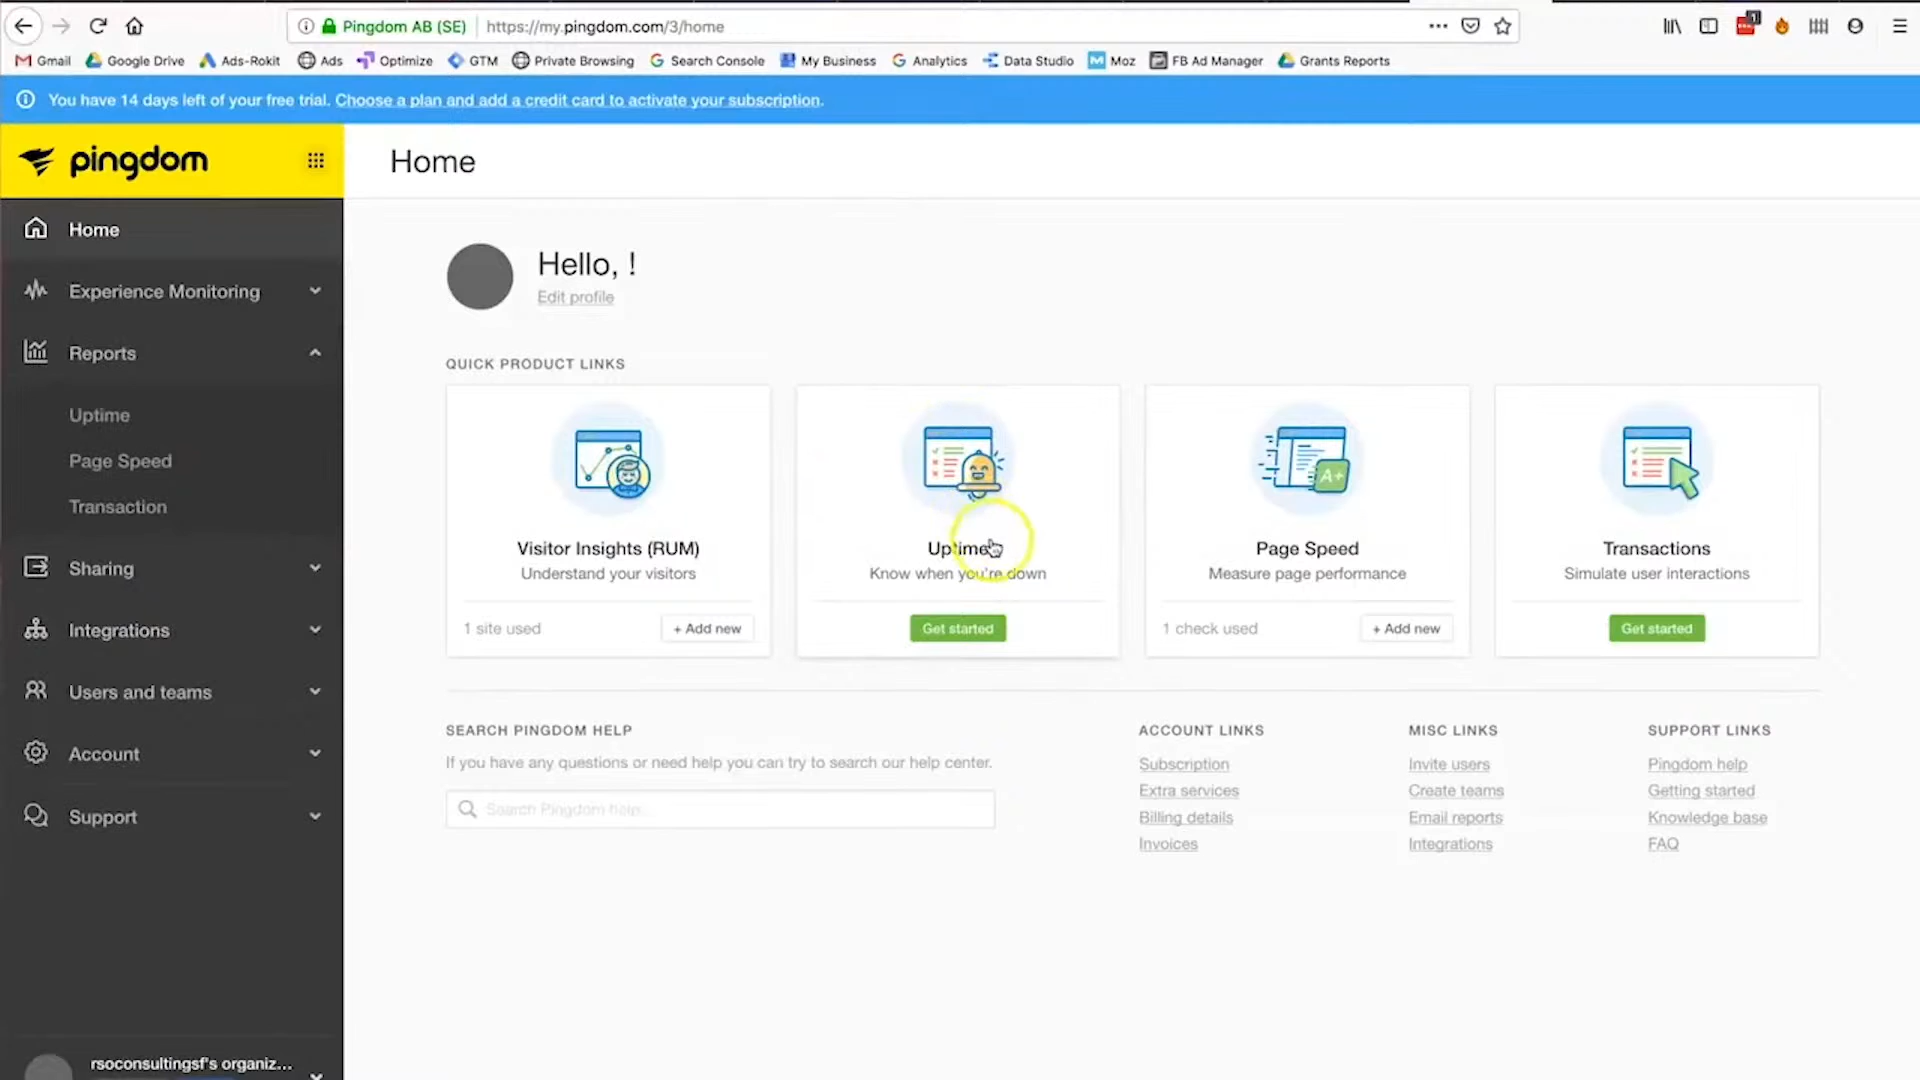 Pingdom AB (SE) https://my.pingdom.com/3/home
Gmail Google Drive Ads-Rokit Ads Optimize GTM Private Browsing Search Console My Business Analytics Data Studio Moz FB Ad Manager Grants Reports
You have 14 days left of your free trial. Choose a plan and add a credit card to activate your subscription.
pingdom
Home
Home
Experience Monitoring
Reports
Uptime
Page Speed
Transaction
Sharing
Integrations
Users and teams
Account
Support
rsoconsultingsf's organiz...
Hello, !
Edit profile
QUICK PRODUCT LINKS
Visitor Insights (RUM)
Understand your visitors
1 site used + Add new
Uptime
Know when you're down
Get started
A+
Page Speed
Measure page performance
1 check used + Add new
Transactions
Simulate user interactions
Get started
SEARCH PINGDOM HELP
If you have any questions or need help you can try to search our help center.
Search Pingdom help...
ACCOUNT LINKS
Subscription
Extra services
Billing details
Invoices
MISC LINKS
Invite users
Create teams
Email reports
Integrations
SUPPORT LINKS
Pingdom help
Getting started
Knowledge base
FAQ